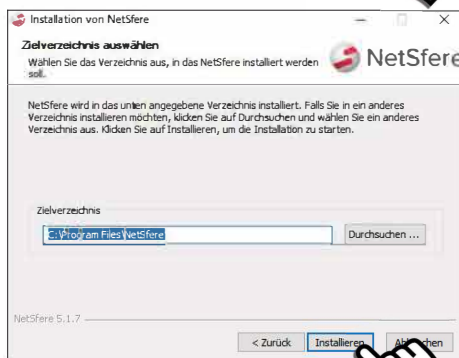 Installation von NetSfere
Zielverzeichnis auswählen
Wählen Sie das Verzeichnis aus, in das NetSfere installiert werden
soll.
NetSfere
NetSfere wird in das unten angegebene Verzeichnis installiert. Falls Sie in ein anderes
Verzeichnis installieren möchten, klicken Sie auf Durchsuchen und wählen Sie ein anderes
Verzeichnis aus. Klicken Sie auf Installieren, um die Installation zu starten.
Zielverzeichnis
C:\Program Files\NetSfere
Durchsuchen ...
NetSfere 5.1.7
< Zurück
Installieren